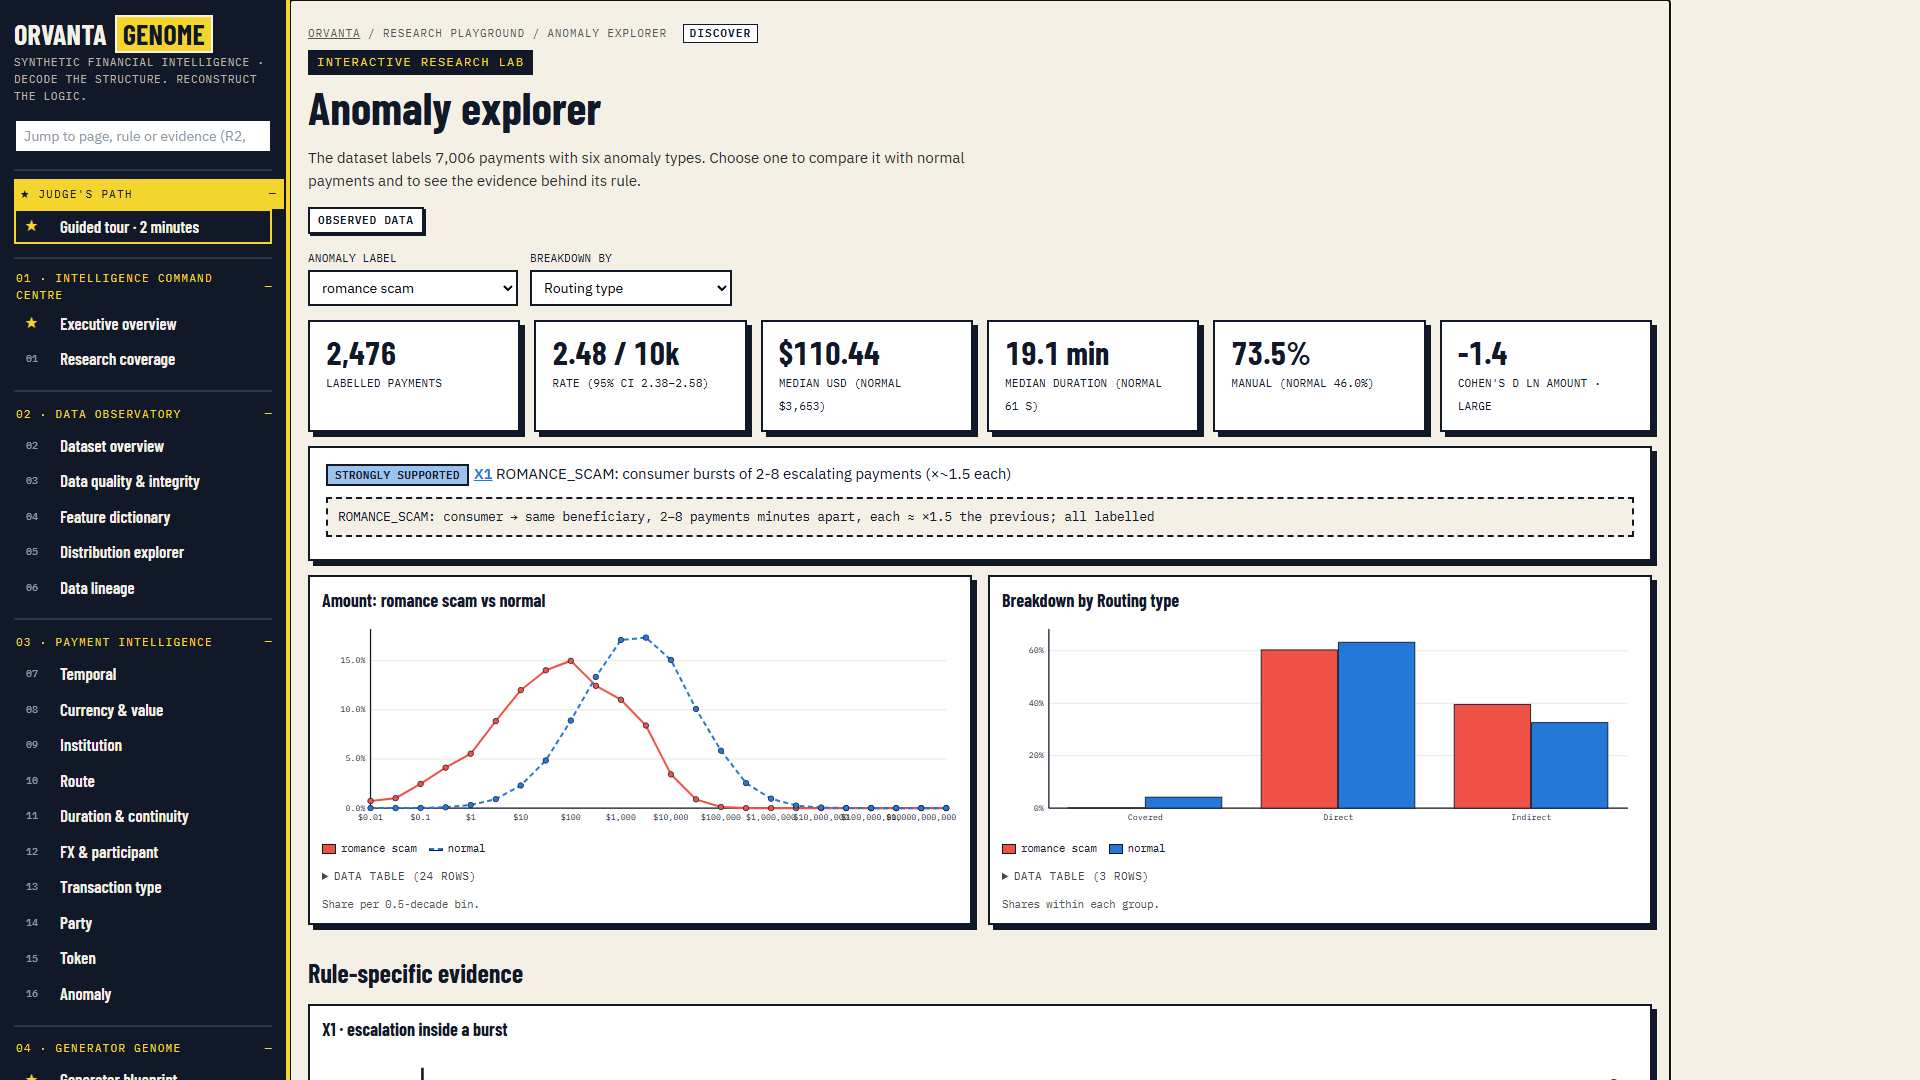 ORVANTA GENOME
SYNTHETIC FINANCIAL INTELLIGENCE ·
DECODE THE STRUCTURE. RECONSTRUCT
THE LOGIC.
Jump to page, rule or evidence (R2,
★ JUDGE'S PATH –
★ Guided tour · 2 minutes
01 · INTELLIGENCE COMMAND
CENTRE –
★ Executive overview
01 Research coverage
02 · DATA OBSERVATORY –
02 Dataset overview
03 Data quality & integrity
04 Feature dictionary
05 Distribution explorer
06 Data lineage
03 · PAYMENT INTELLIGENCE –
07 Temporal
08 Currency & value
09 Institution
10 Route
11 Duration & continuity
12 FX & participant
13 Transaction type
14 Party
15 Token
16 Anomaly
04 · GENERATOR GENOME –
★ Generator blueprint
ORVANTA / RESEARCH PLAYGROUND / ANOMALY EXPLORER DISCOVER
INTERACTIVE RESEARCH LAB
Anomaly explorer
The dataset labels 7,006 payments with six anomaly types. Choose one to compare it with normal
payments and to see the evidence behind its rule.
OBSERVED DATA
ANOMALY LABEL BREAKDOWN BY
romance scam Routing type
2,476
LABELLED PAYMENTS
2.48 / 10k
RATE (95% CI 2.38–2.58)
$110.44
MEDIAN USD (NORMAL
$3,653)
19.1 min
MEDIAN DURATION (NORMAL
61 S)
73.5%
MANUAL (NORMAL 46.0%)
-1.4
COHEN'S D LN AMOUNT ·
LARGE
STRONGLY SUPPORTED X1 ROMANCE_SCAM: consumer bursts of 2-8 escalating payments (×~1.5 each)
ROMANCE_SCAM: consumer → same beneficiary, 2–8 payments minutes apart, each ≈ ×1.5 the previous; all labelled
Amount: romance scam vs normal
15.0%
10.0%
5.0%
0.0%
$0.01 $0.1 $1 $10 $100 $1,000 $10,000 $100,000 $1,000,000
romance scam normal
▶ DATA TABLE (24 ROWS)
Share per 0.5-decade bin.
Breakdown by Routing type
60%
40%
20%
0%
Covered Direct Indirect
romance scam normal
▶ DATA TABLE (3 ROWS)
Shares within each group.
Rule-specific evidence
X1 · escalation inside a burst